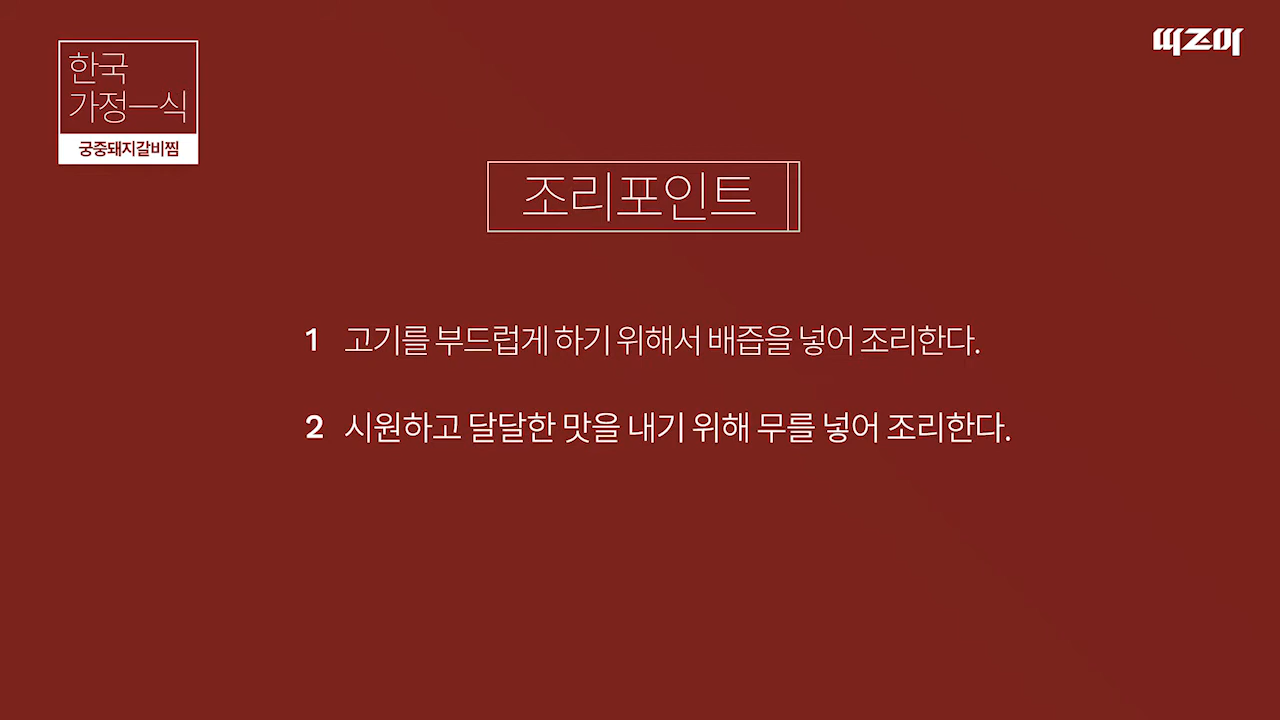 한국
가정一식
궁중돼지갈비찜
조리포인트
1 고기를 부드럽게 하기 위해서 배즙을 넣어 조리한다.
2 시원하고 달달한 맛을 내기 위해 무를 넣어 조리한다.